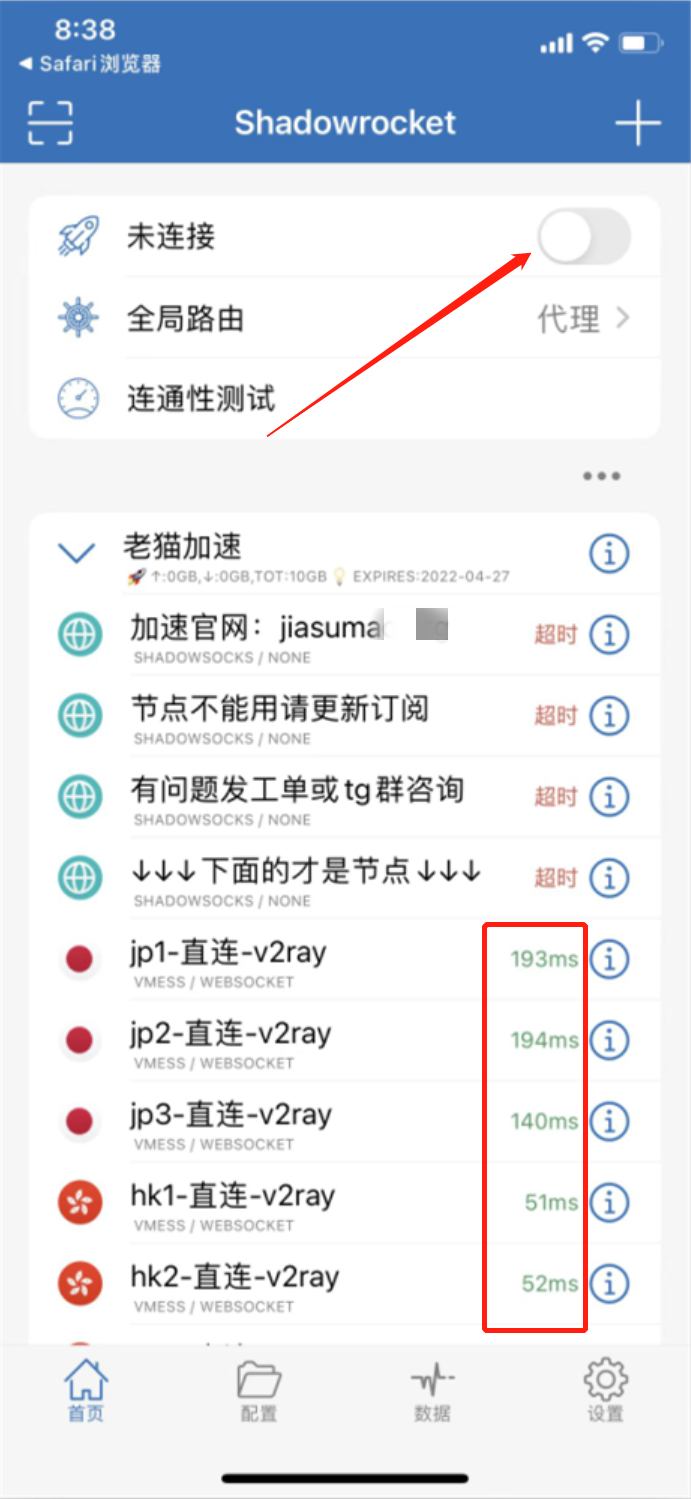 8:38
◀ Safari浏览器
Shadowrocket
未连接
全局路由 代理
连通性测试
老猫加速
🚀 ↑:0GB,↓:0GB,TOT:10GB 💡 EXPIRES:2022-04-27
加速官网：jiasuma 超时
SHADOWSOCKS / NONE
节点不能用请更新订阅 超时
SHADOWSOCKS / NONE
有问题发工单或tg群咨询 超时
SHADOWSOCKS / NONE
↓↓↓下面的才是节点↓↓↓ 超时
SHADOWSOCKS / NONE
jp1-直连-v2ray 193ms
VMESS / WEBSOCKET
jp2-直连-v2ray 194ms
VMESS / WEBSOCKET
jp3-直连-v2ray 140ms
VMESS / WEBSOCKET
hk1-直连-v2ray 51ms
VMESS / WEBSOCKET
hk2-直连-v2ray 52ms
VMESS / WEBSOCKET
首页 配置 数据 设置